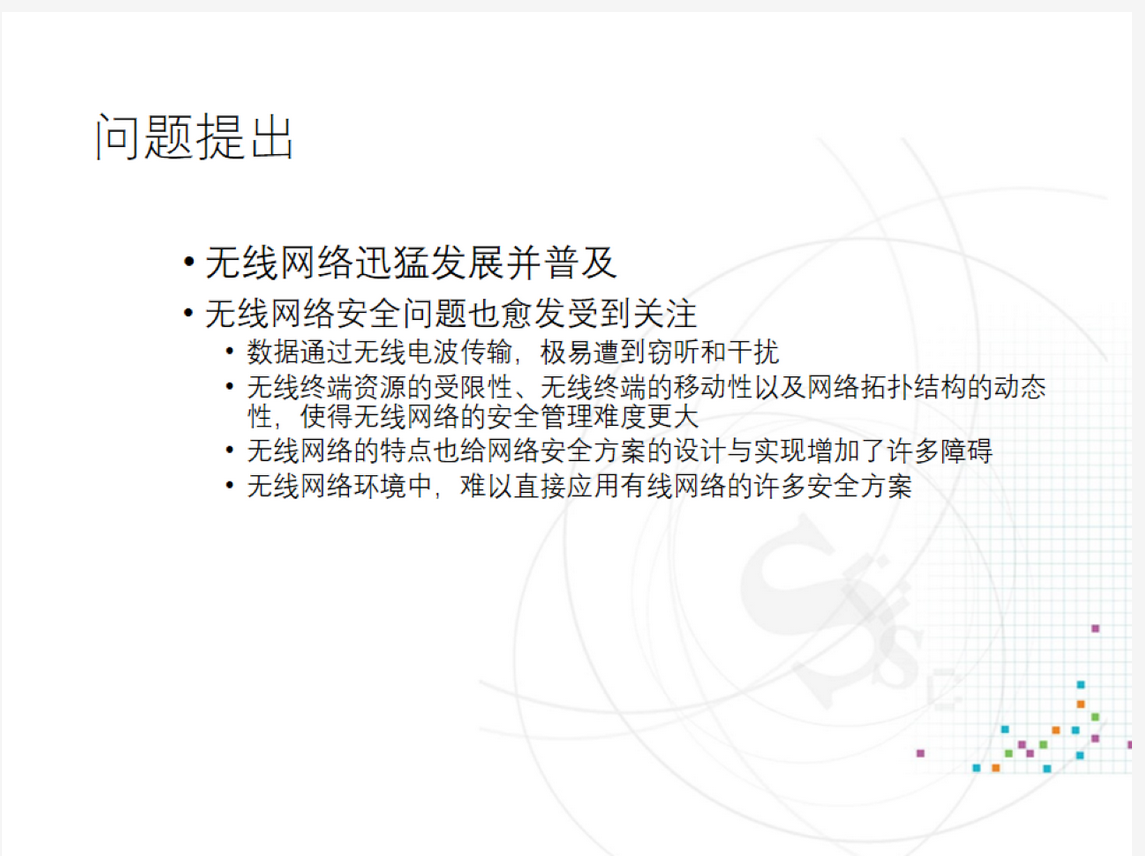 问题提出
• 无线网络迅猛发展并普及
• 无线网络安全问题也愈发受到关注
• 数据通过无线电波传输，极易遭到窃听和干扰
• 无线终端资源的受限性、无线终端的移动性以及网络拓扑结构的动态
性，使得无线网络的安全管理难度更大
• 无线网络的特点也给网络安全方案的设计与实现增加了许多障碍
• 无线网络环境中，难以直接应用有线网络的许多安全方案